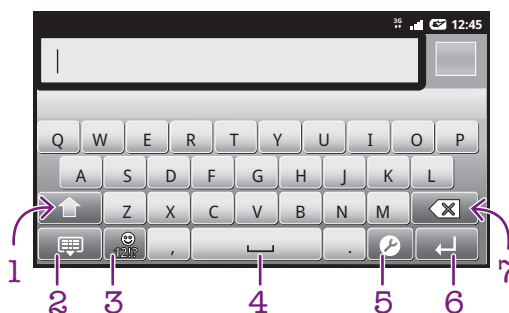 3G 12:45
Q W E R T Y U I O P
A S D F G H J K L
Z X C V B N M
12!? , .
1 2 3 4 5 6 7